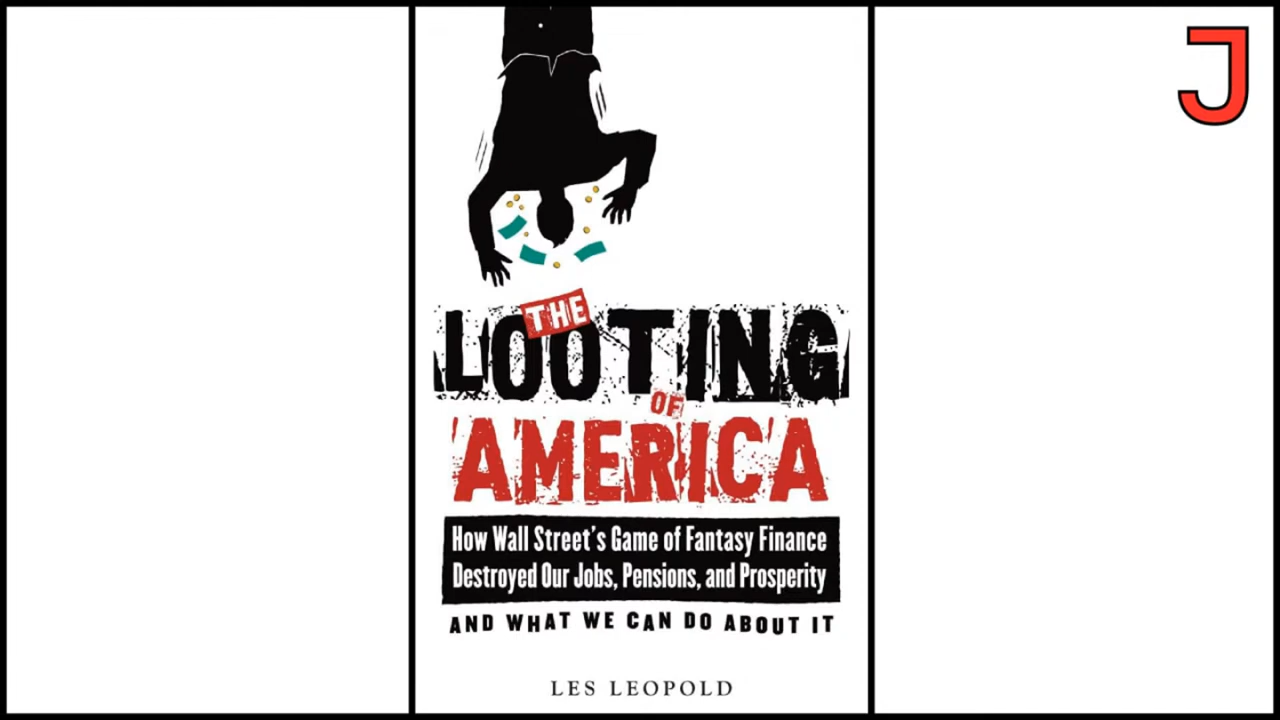 J
THE
LOOTING
OF
AMERICA
How Wall Street's Game of Fantasy Finance
Destroyed Our Jobs, Pensions, and Prosperity
AND WHAT WE CAN DO ABOUT IT
LES LEOPOLD